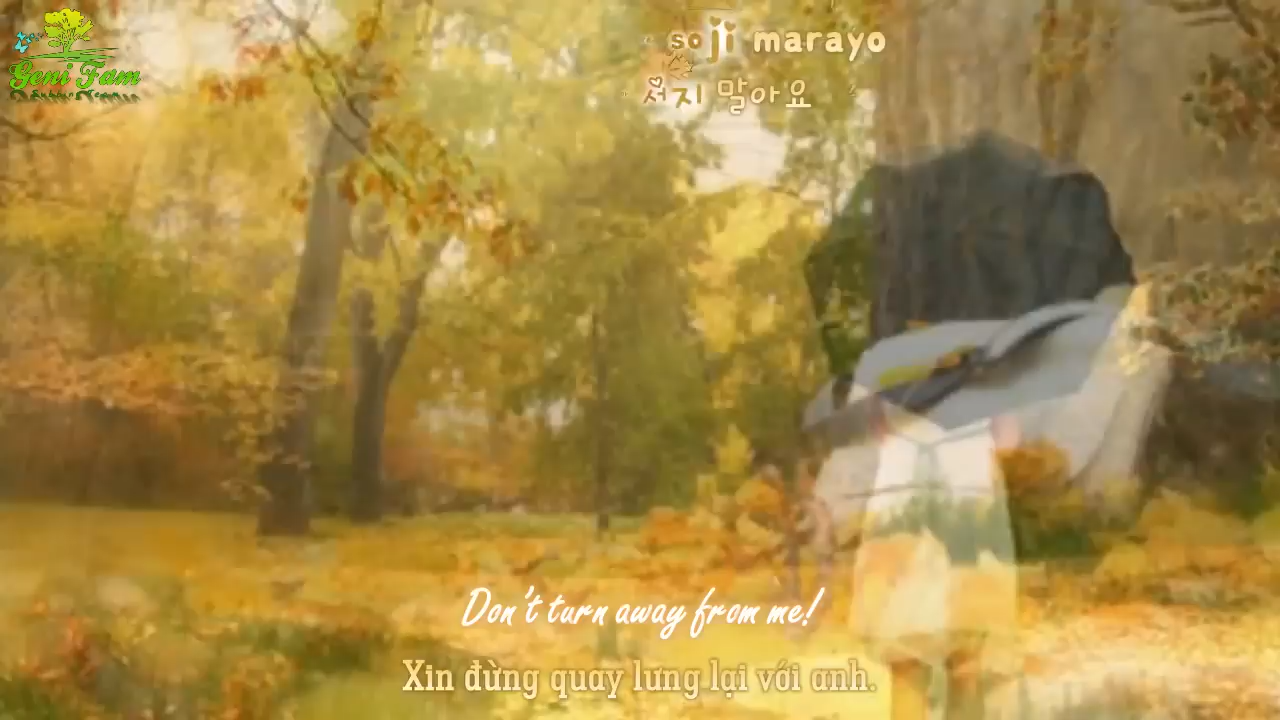 Geni Fam
soji marayo
서지 말아요
Don't turn away from me!
Xin đừng quay lưng lại với anh.